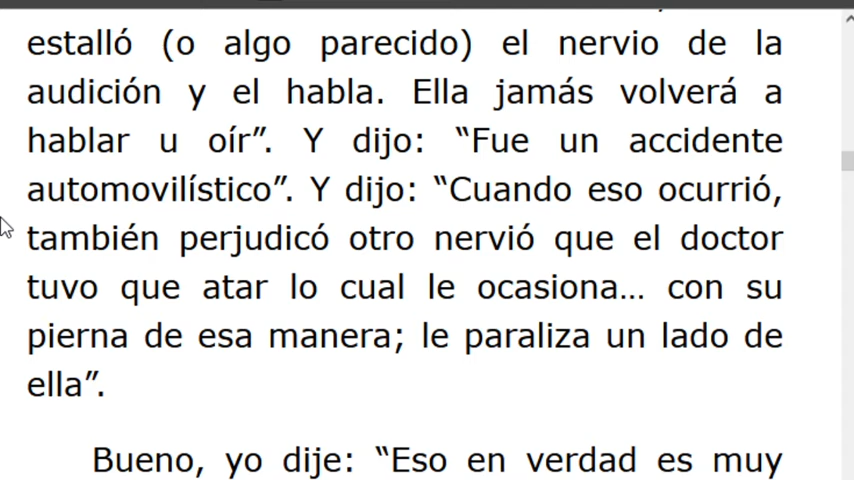 estalló (o algo parecido) el nervio de la
audición y el habla. Ella jamás volverá a
hablar u oír”. Y dijo: “Fue un accidente
automovilístico”. Y dijo: “Cuando eso ocurrió,
también perjudicó otro nervió que el doctor
tuvo que atar lo cual le ocasiona… con su
pierna de esa manera; le paraliza un lado de
ella”.
Bueno, yo dije: “Eso en verdad es muy